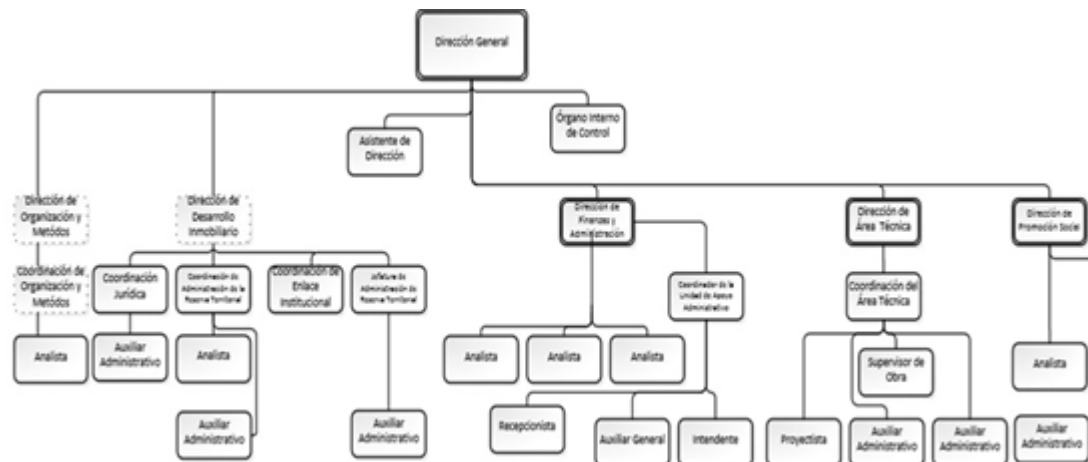 Dirección General
Órgano Interno
de Control
Asistente de
Dirección
Dirección de
Organización y
Metódos
Dirección de
Desarrollo
Inmobiliario
Dirección de
Finanzas y
Administración
Dirección de
Área Técnica
Dirección de
Promoción Social
Coordinación de
Organización y
Metódos
Coordinación
Jurídica
Coordinación de
Administración de la
Reserva Territorial
Coordinación de
Enlace
Institucional
Jefatura de
Administración de
Reserva Territorial
Coordinador de la
Unidad de Apoyo
Administrativo
Coordinación del
Área Técnica
Analista
Auxiliar
Administrativo
Analista
Analista
Analista
Analista
Supervisor de
Obra
Analista
Auxiliar
Administrativo
Auxiliar
Administrativo
Recepcionista
Auxiliar General
Intendente
Proyectista
Auxiliar
Administrativo
Auxiliar
Administrativo
Auxiliar
Administrativo